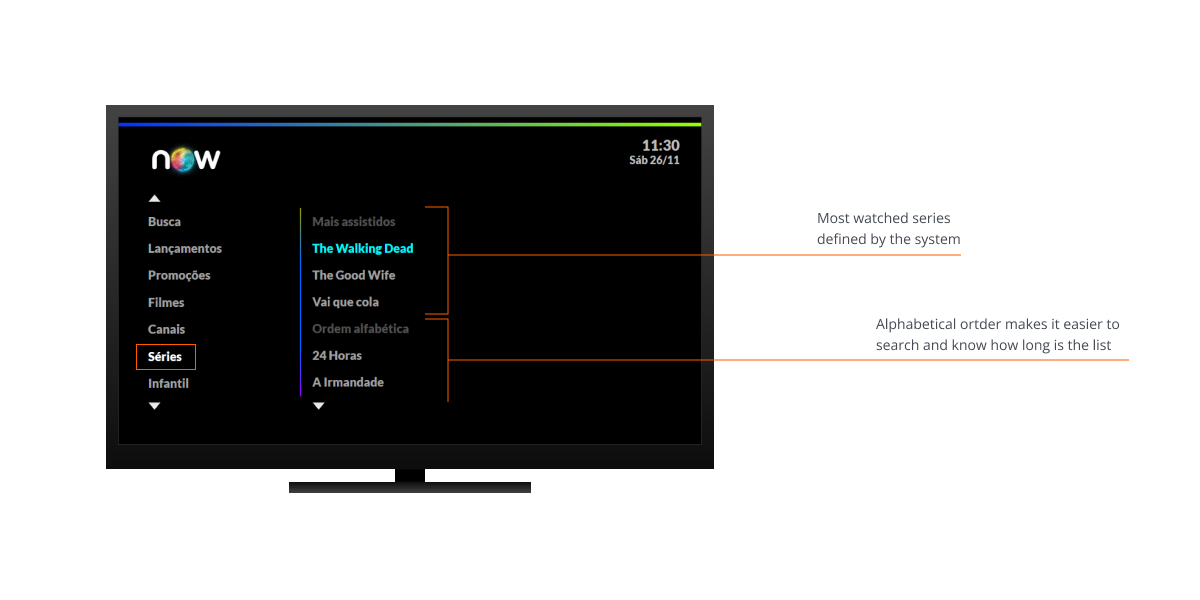 now
11:30
Sáb 26/11
Busca
Lançamentos
Promoções
Filmes
Canais
Séries
Infantil
Mais assistidos
The Walking Dead
The Good Wife
Vai que cola
Ordem alfabética
24 Horas
A Irmandade
Most watched series
defined by the system
Alphabetical ortder makes it easier to
search and know how long is the list